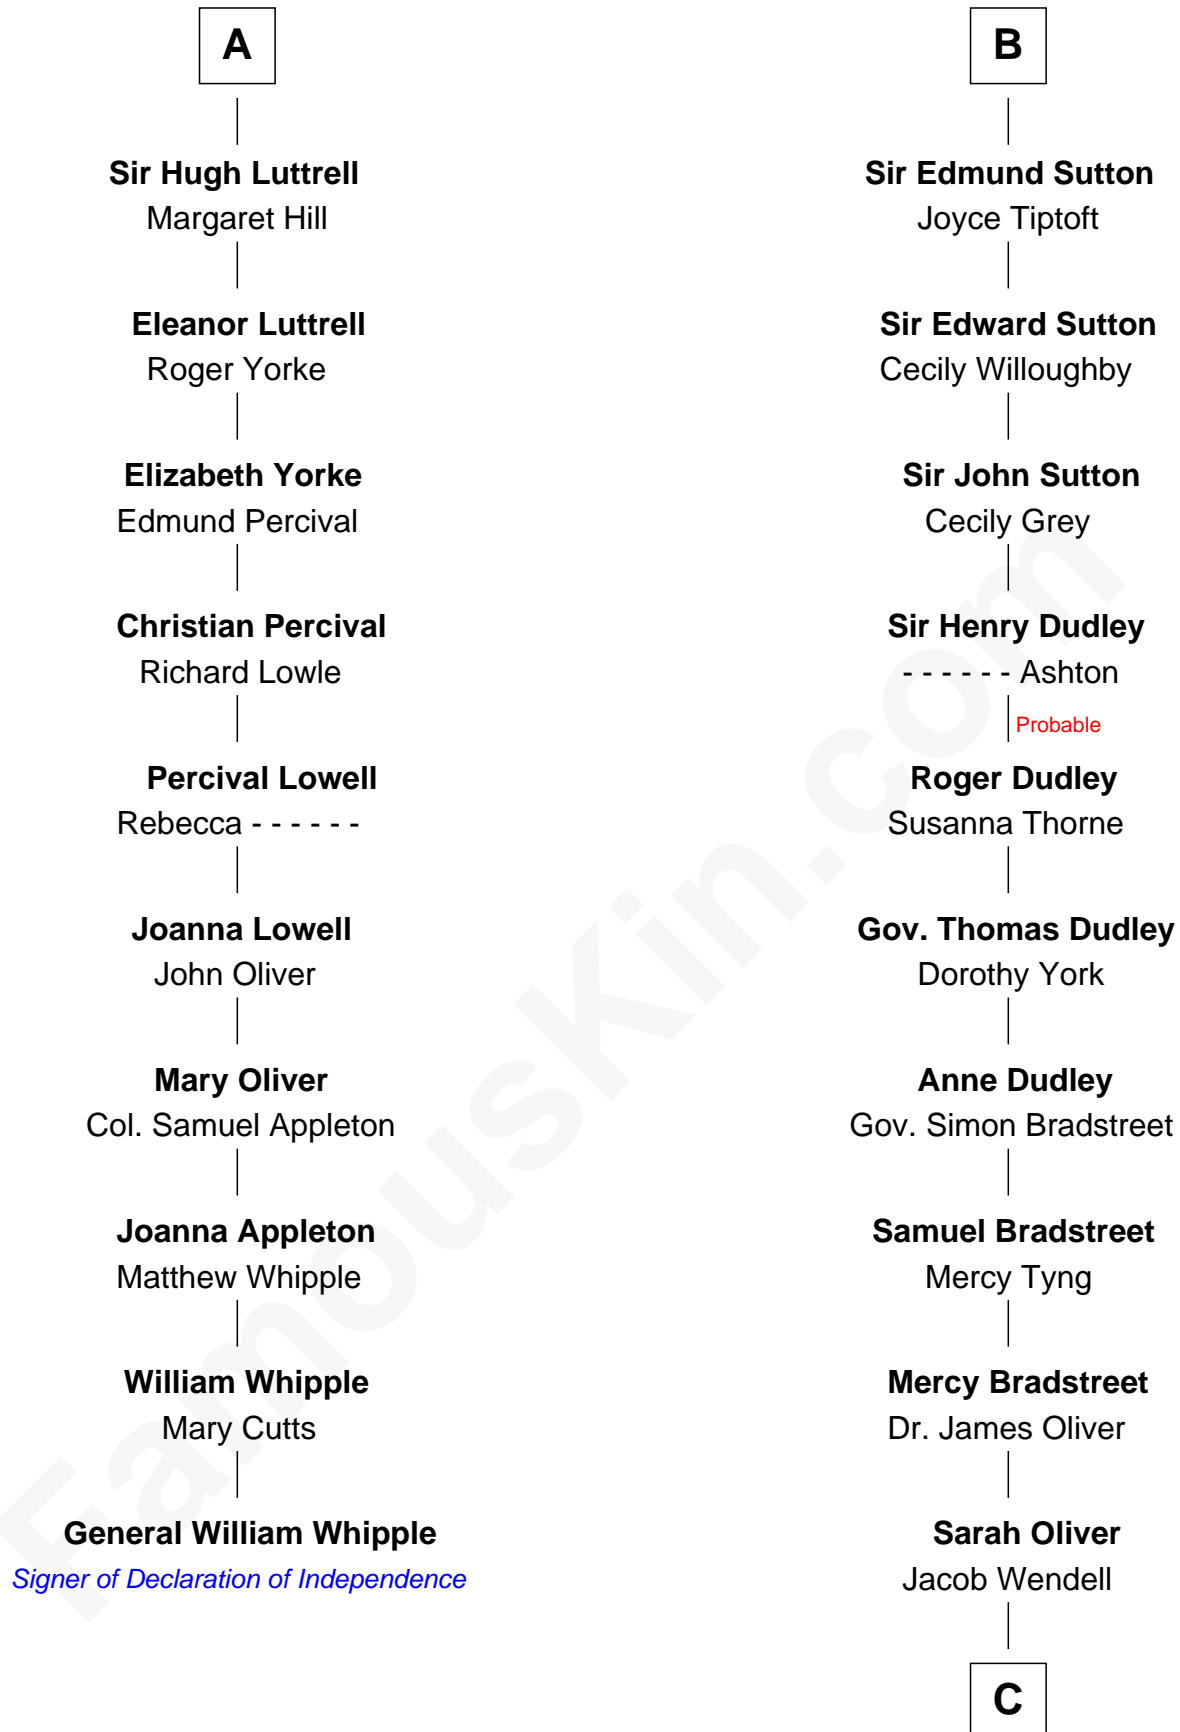 A
Sir Hugh Luttrell
Margaret Hill
Eleanor Luttrell
Roger Yorke
Elizabeth Yorke
Edmund Percival
Christian Percival
Richard Lowle
Percival Lowell
Rebecca - - - - - -
Joanna Lowell
John Oliver
Mary Oliver
Col. Samuel Appleton
Joanna Appleton
Matthew Whipple
William Whipple
Mary Cutts
General William Whipple
Signer of Declaration of Independence
B
Sir Edmund Sutton
Joyce Tiptoft
Sir Edward Sutton
Cecily Willoughby
Sir John Sutton
Cecily Grey
Sir Henry Dudley
- - - - - - Ashton
Probable
Roger Dudley
Susanna Thorne
Gov. Thomas Dudley
Dorothy York
Anne Dudley
Gov. Simon Bradstreet
Samuel Bradstreet
Mercy Tyng
Mercy Bradstreet
Dr. James Oliver
Sarah Oliver
Jacob Wendell
C
FamousKin.com